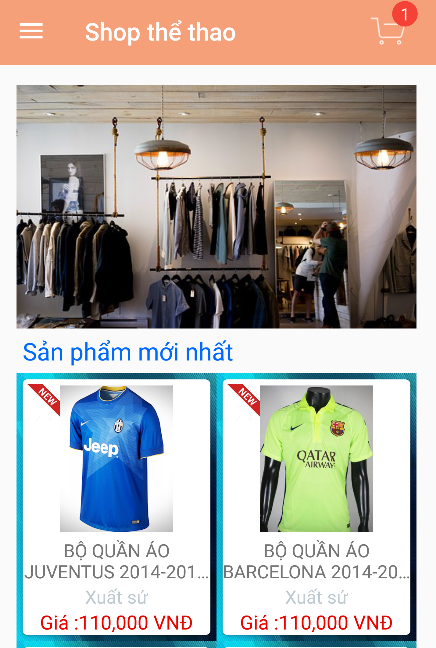 1
Shop thể thao
Sản phẩm mới nhất
NEW
Jeep
BỘ QUẦN ÁO
JUVENTUS 2014-201...
Xuất sứ
Giá :110,000 VNĐ
NEW
QATAR
AIRWAYS
BỘ QUẦN ÁO
BARCELONA 2014-20...
Xuất sứ
Giá :110,000 VNĐ